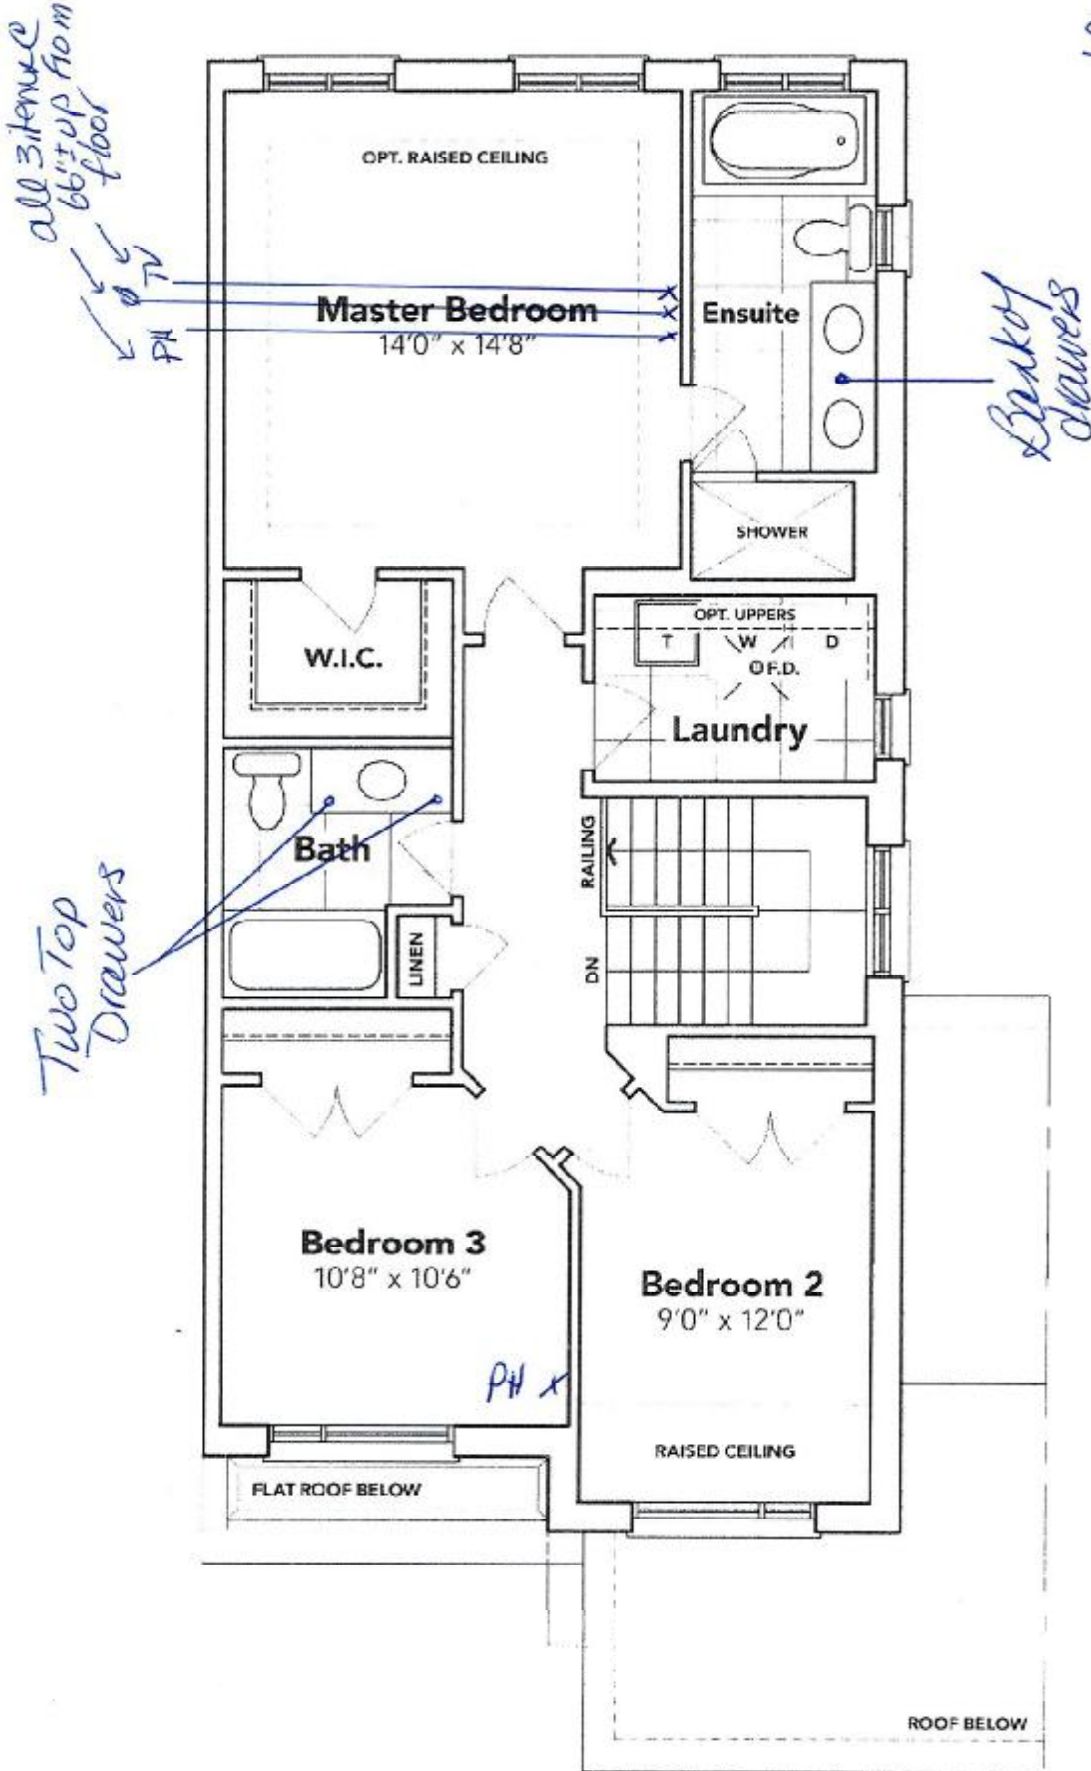 all 3 items
66"± up from
floor
TV
PH
OPT. RAISED CEILING
Master Bedroom
14'0" x 14'8"
Ensuite
Bank of
drawers
SHOWER
OPT. UPPERS
T W D
F.D.
Laundry
W.I.C.
Bath
Two Top
Drawers
LINEN
RAILING
DN
Bedroom 3
10'8" x 10'6"
Bedroom 2
9'0" x 12'0"
PH
RAISED CEILING
FLAT ROOF BELOW
ROOF BELOW